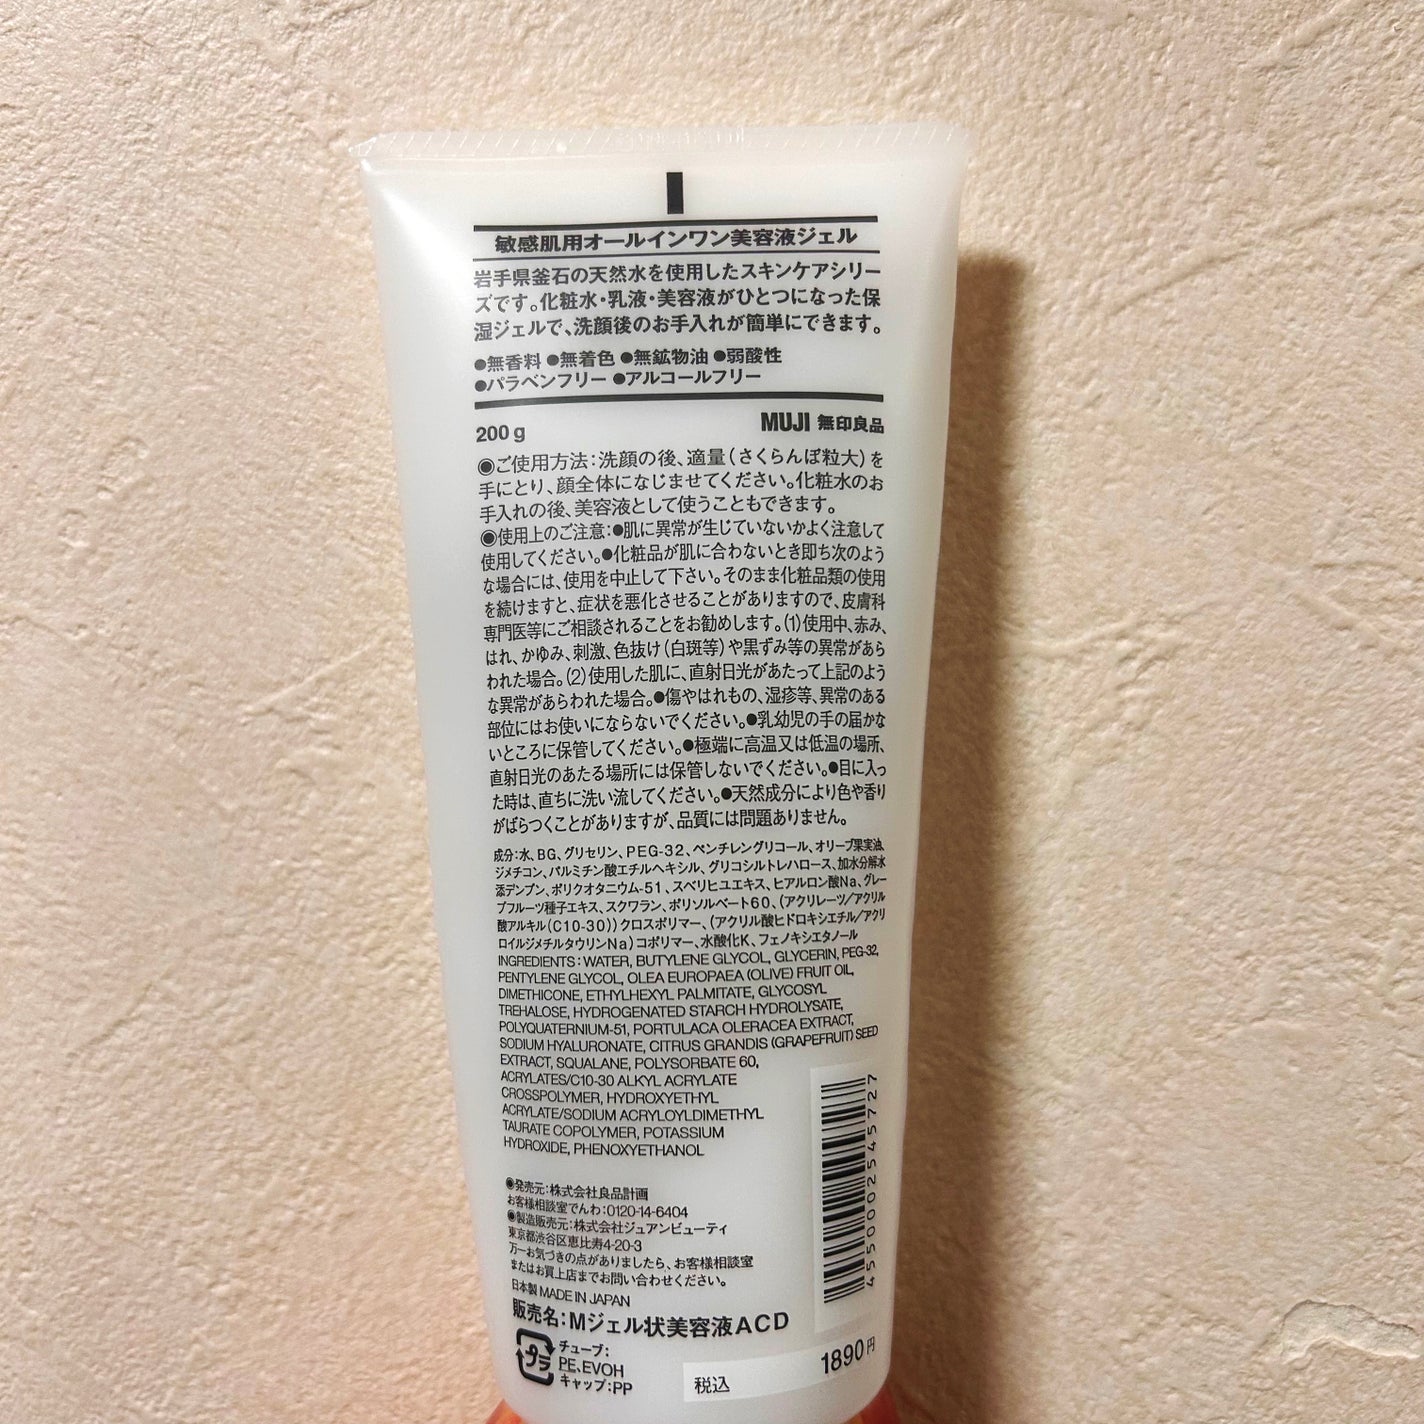 敏感肌用オールインワン美容液ジェル
岩手県釜石の天然水を使用したスキンケアシリー
ズです。化粧水・乳液・美容液がひとつになった保
湿ジェルで、洗顔後のお手入れが簡単にできます。
●無香料 ●無着色 ●無鉱物油 ●弱酸性
●パラベンフリー ●アルコールフリー
200g
MUJI 無印良品
◉ご使用方法：洗顔の後、適量（さくらんぼ粒大）を
手にとり、顔全体になじませてください。化粧水のお
手入れの後、美容液として使うこともできます。
◉使用上のご注意：●肌に異常が生じていないかよく注意して
使用してください。●化粧品が肌に合わないとき即ち次のよう
な場合には、使用を中止して下さい。そのまま化粧品類の使用
を続けますと、症状を悪化させることがありますので、皮膚科
専門医等にご相談されることをお勧めします。(1)使用中、赤み、
はれ、かゆみ、刺激、色抜け（白斑等）や黒ずみ等の異常があら
われた場合。(2)使用した肌に、直射日光があたって上記のよう
な異常があらわれた場合。●傷やはれもの、湿疹等、異常のある
部位にはお使いにならないでください。●乳幼児の手の届かな
いところに保管してください。●極端に高温又は低温の場所、
直射日光のあたる場所には保管しないでください。●目に入っ
た時は、直ちに洗い流してください。●天然成分により色や香り
がばらつくことがありますが、品質には問題ありません。
成分：水、BG、グリセリン、PEG-32、ペンチレングリコール、オリーブ果実油、
ジメチコン、パルミチン酸エチルヘキシル、グリコシルトレハロース、加水分解水
添デンプン、ポリクオタニウム-51、スベリヒユエキス、ヒアルロン酸Na、グレー
プフルーツ種子エキス、スクワラン、ポリソルベート60、（アクリレーツ／アクリル
酸アルキル（C10-30））クロスポリマー、（アクリル酸ヒドロキシエチル／アクリ
ロイルジメチルタウリンNa）コポリマー、水酸化K、フェノキシエタノール
INGREDIENTS：WATER, BUTYLENE GLYCOL, GLYCERIN, PEG-32,
PENTYLENE GLYCOL, OLEA EUROPAEA (OLIVE) FRUIT OIL,
DIMETHICONE, ETHYLHEXYL PALMITATE, GLYCOSYL
TREHALOSE, HYDROGENATED STARCH HYDROLYSATE,
POLYQUATERNIUM-51, PORTULACA OLERACEA EXTRACT,
SODIUM HYALURONATE, CITRUS GRANDIS (GRAPEFRUIT) SEED
EXTRACT, SQUALANE, POLYSORBATE 60,
ACRYLATES/C10-30 ALKYL ACRYLATE
CROSSPOLYMER, HYDROXYETHYL
ACRYLATE/SODIUM ACRYLOYLDIMETHYL
TAURATE COPOLYMER, POTASSIUM
HYDROXIDE, PHENOXYETHANOL
4550002545727
◉発売元：株式会社良品計画
お客様相談室でんわ：0120-14-6404
◉製造販売元：株式会社ジュアンビューティ
東京都渋谷区恵比寿4-20-3
万一お気づきの点がありましたら、お客様相談室
またはお買上店までお問い合わせください。
日本製 MADE IN JAPAN
販売名：Mジェル状美容液ACD
プラ
チューブ：
PE、EVOH
キャップ：PP
税込 1890円